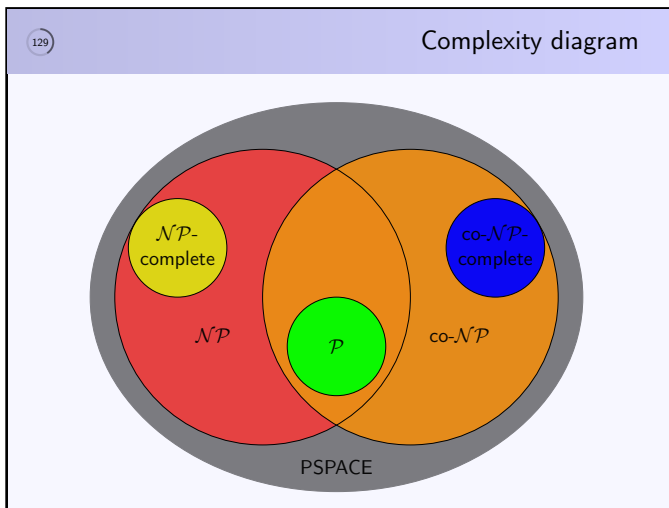 129
Complexity diagram
𝒩𝒫-
complete
co-𝒩𝒫-
complete
𝒩𝒫
𝒫
co-𝒩𝒫
PSPACE